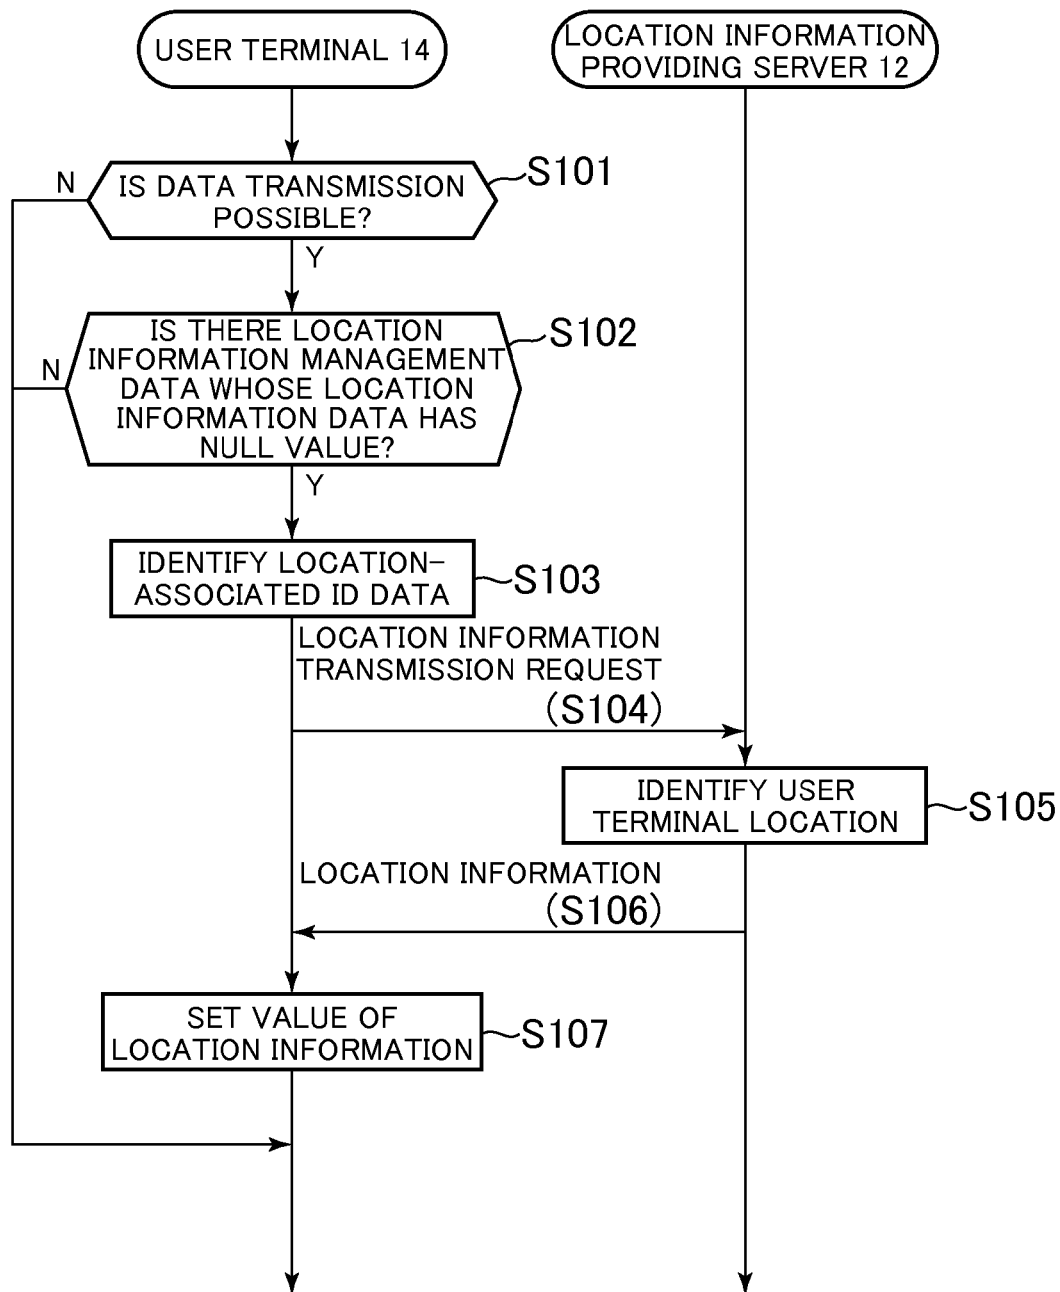 USER TERMINAL 14
LOCATION INFORMATION
PROVIDING SERVER 12
N
IS DATA TRANSMISSION
POSSIBLE?
S101
Y
N
IS THERE LOCATION
INFORMATION MANAGEMENT
DATA WHOSE LOCATION
INFORMATION DATA HAS
NULL VALUE?
S102
Y
IDENTIFY LOCATION-
ASSOCIATED ID DATA
S103
LOCATION INFORMATION
TRANSMISSION REQUEST
(S104)
IDENTIFY USER
TERMINAL LOCATION
S105
LOCATION INFORMATION
(S106)
SET VALUE OF
LOCATION INFORMATION
S107